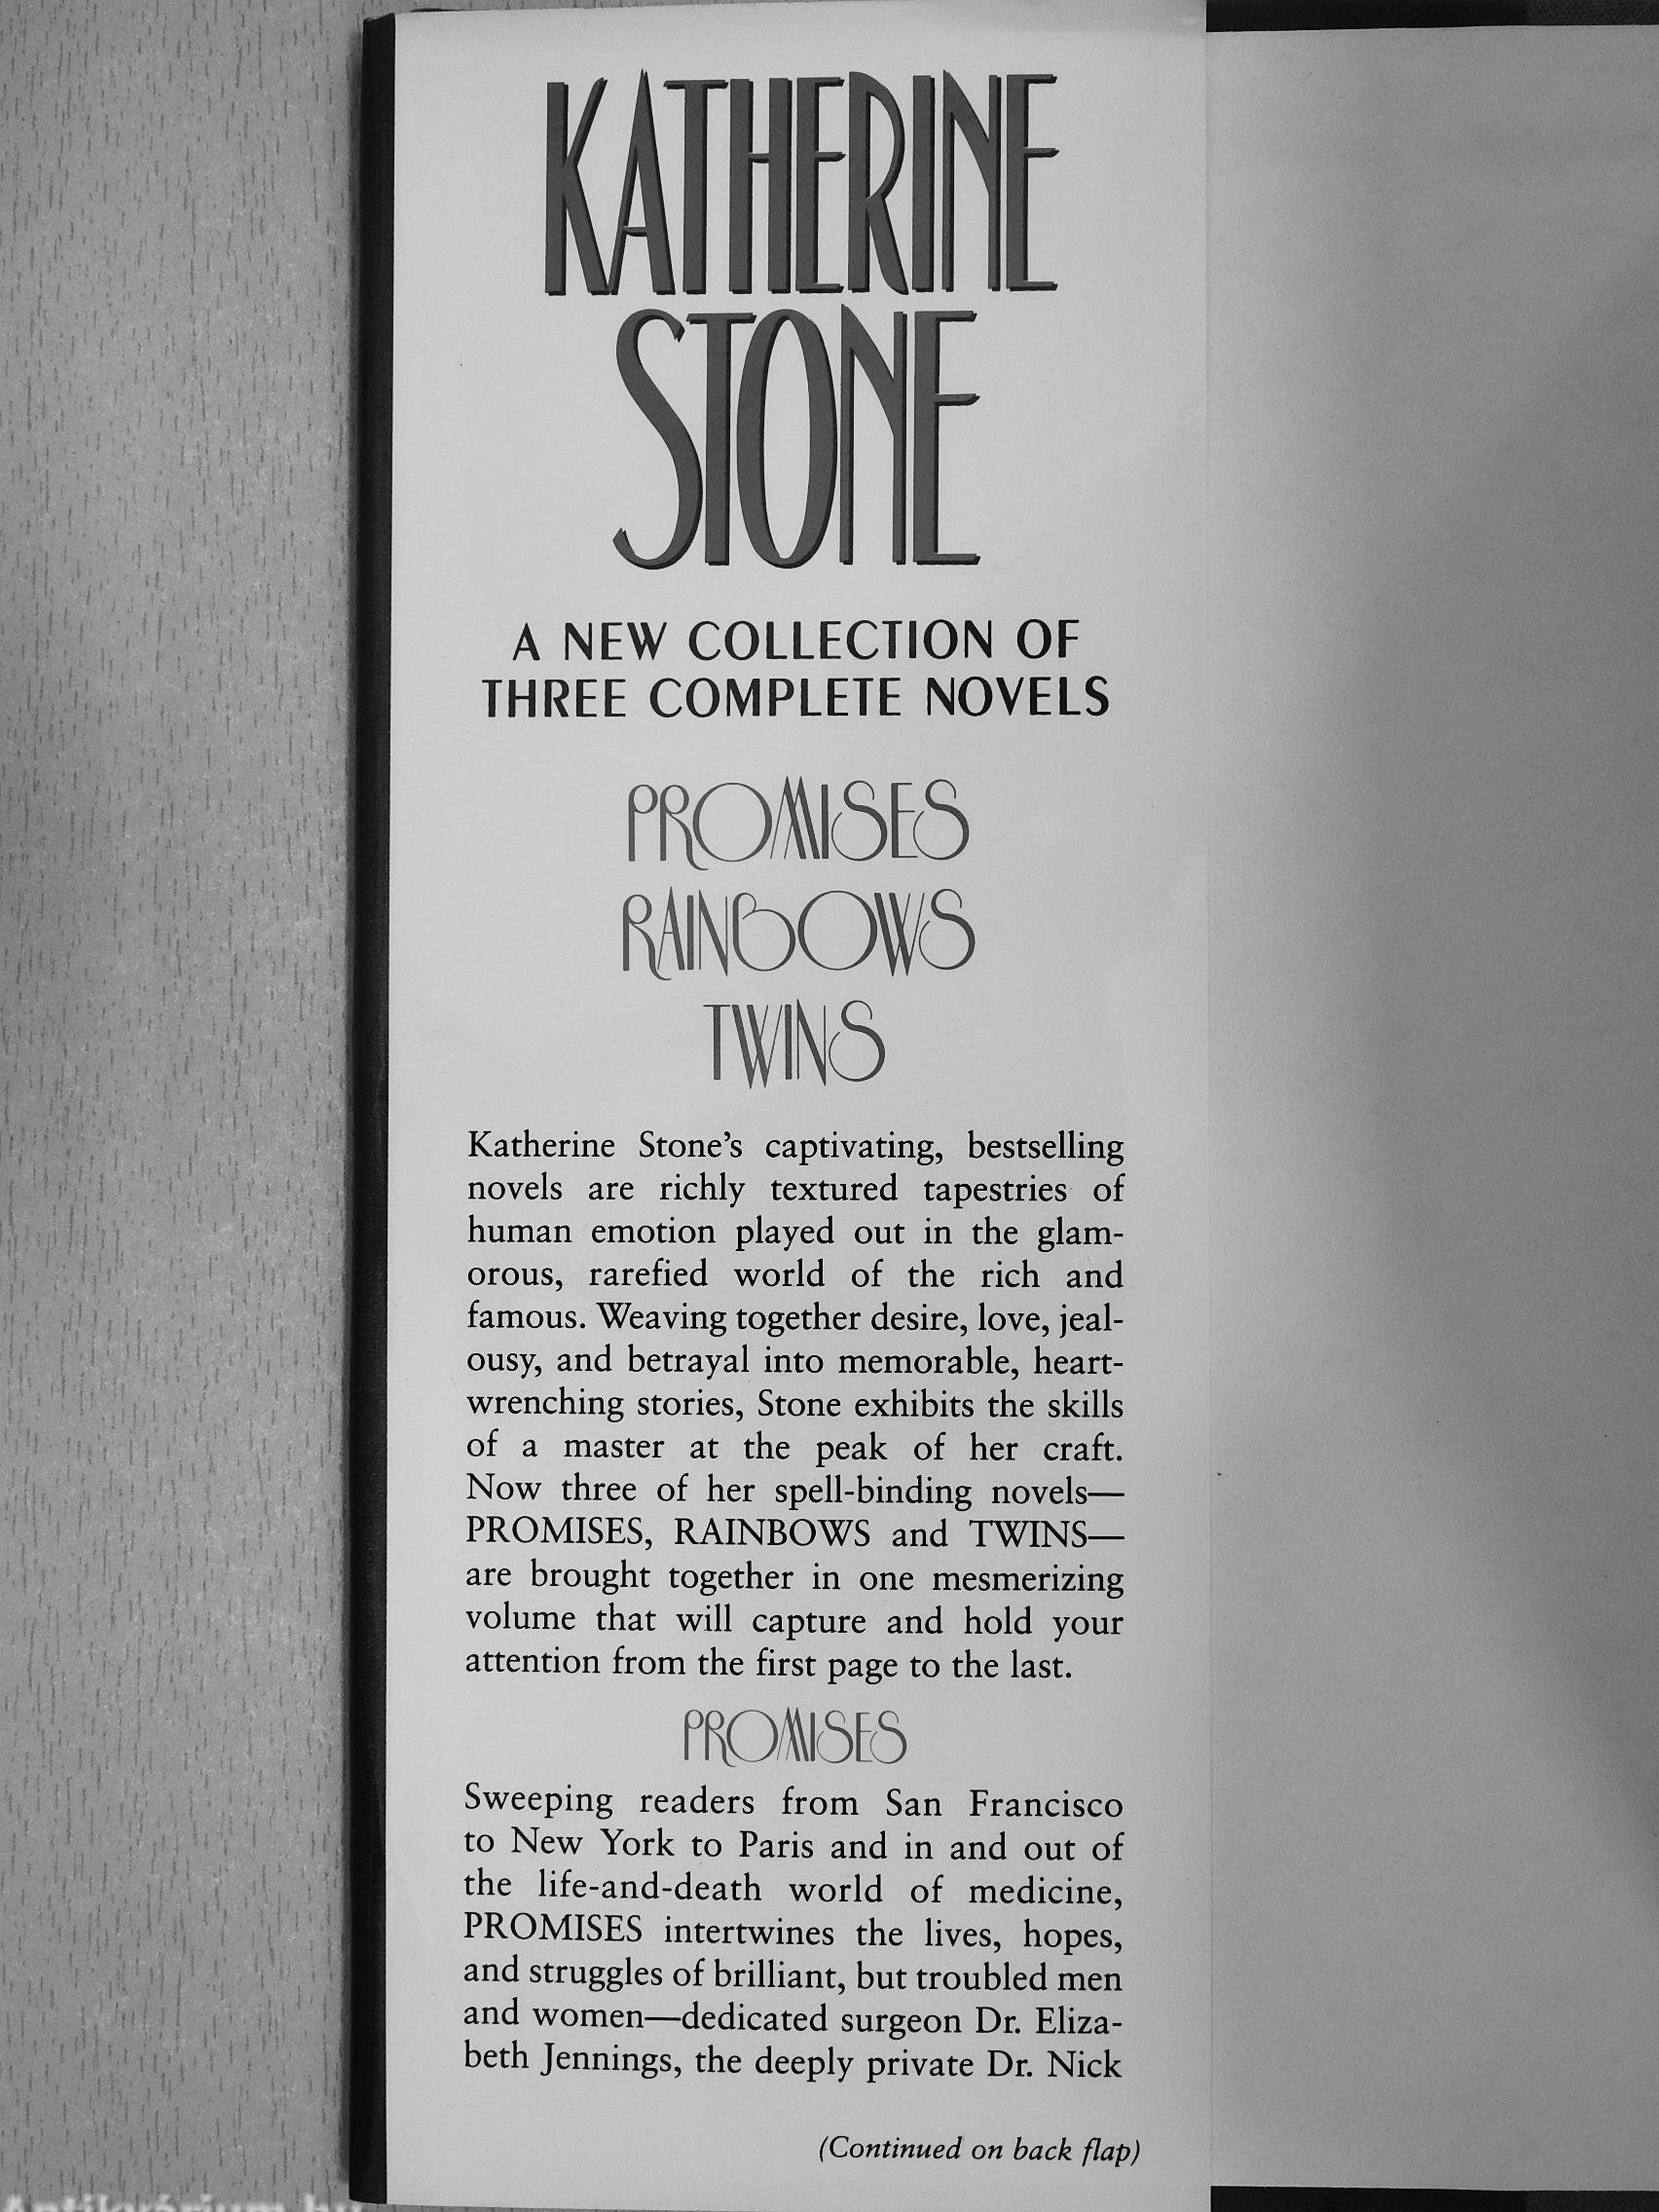 KATHERINE
STONE
A NEW COLLECTION OF
THREE COMPLETE NOVELS
PROMISES
RAINBOWS
TWINS
Katherine Stone's captivating, bestselling
novels are richly textured tapestries of
human emotion played out in the glam-
orous, rarefied world of the rich and
famous. Weaving together desire, love, jeal-
ousy, and betrayal into memorable, heart-
wrenching stories, Stone exhibits the skills
of a master at the peak of her craft.
Now three of her spell-binding novels—
PROMISES, RAINBOWS and TWINS—
are brought together in one mesmerizing
volume that will capture and hold your
attention from the first page to the last.
PROMISES
Sweeping readers from San Francisco
to New York to Paris and in and out of
the life-and-death world of medicine,
PROMISES intertwines the lives, hopes,
and struggles of brilliant, but troubled men
and women—dedicated surgeon Dr. Eliza-
beth Jennings, the deeply private Dr. Nick
(Continued on back flap)